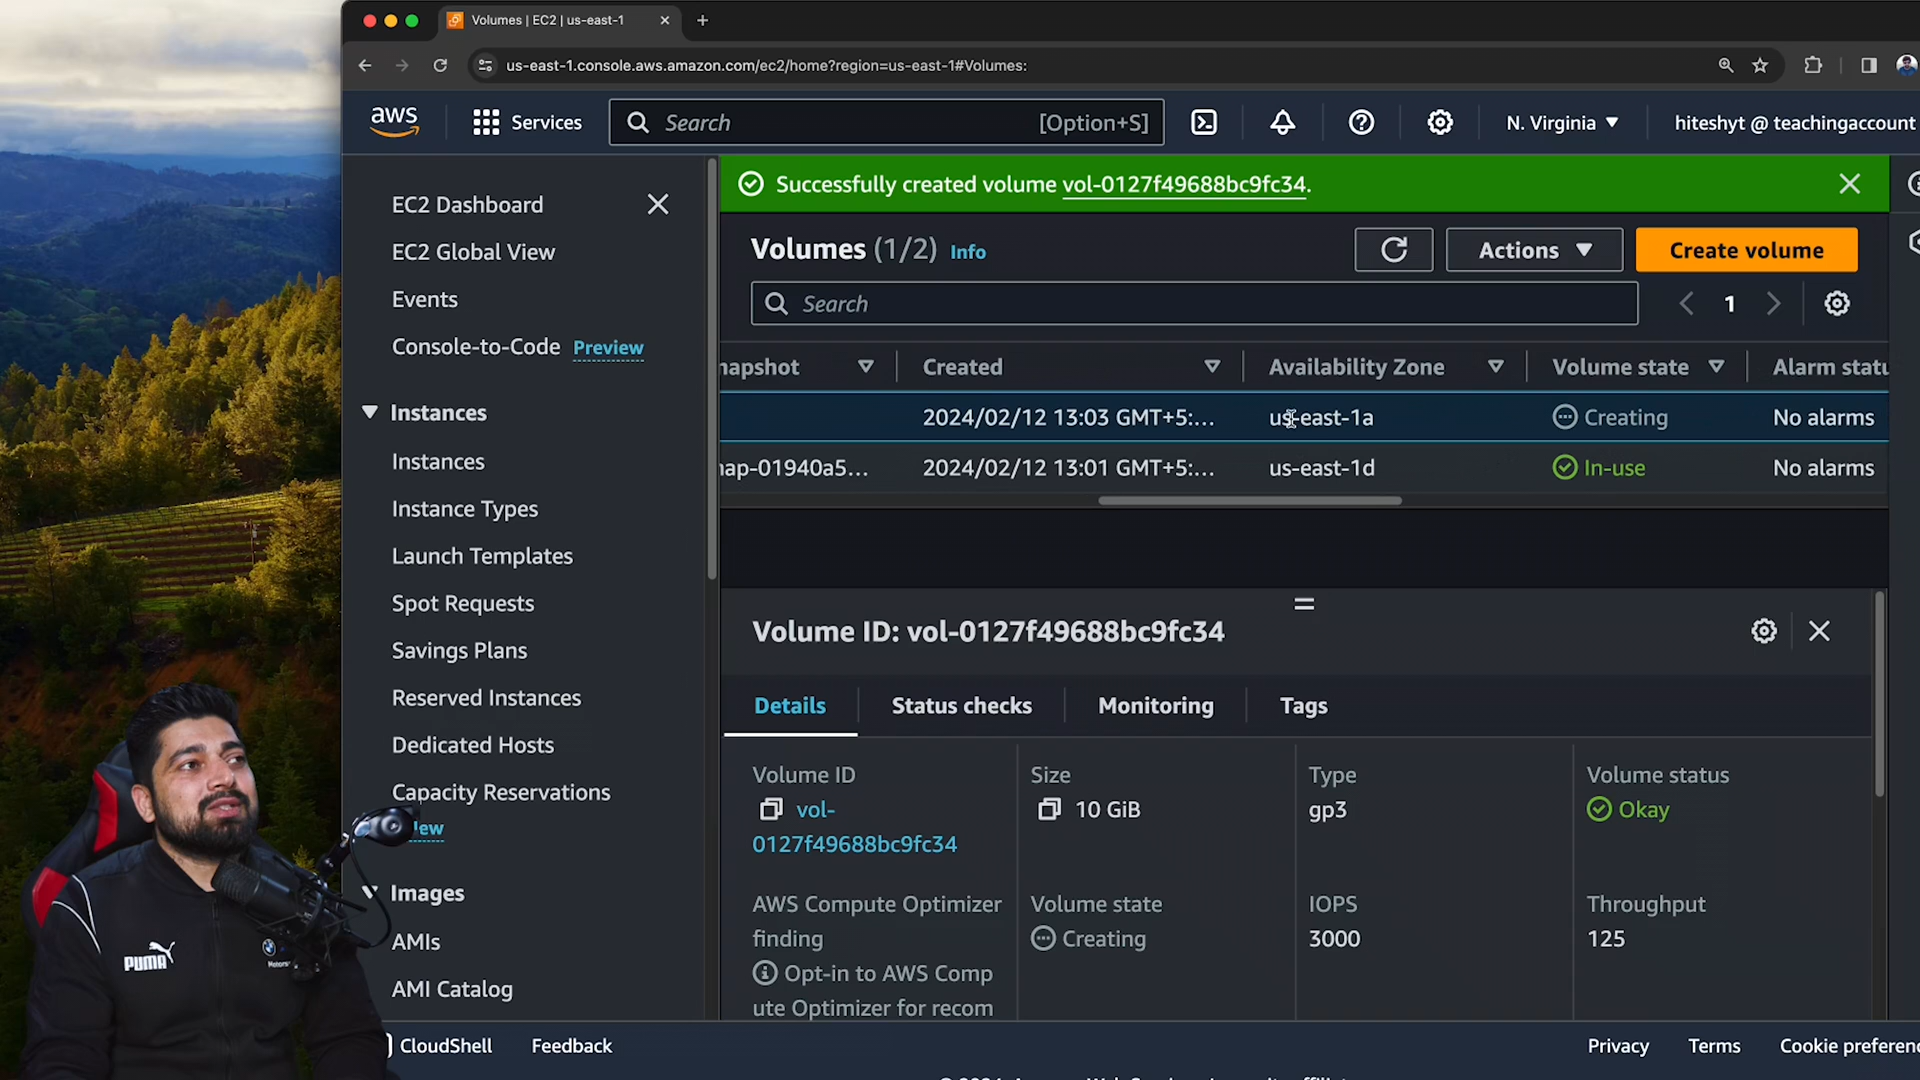 Volumes | EC2 | us-east-1
us-east-1.console.aws.amazon.com/ec2/home?region=us-east-1#Volumes:
aws
Services
Search
[Option+S]
N. Virginia
hiteshyt @ teachingaccount
EC2 Dashboard
EC2 Global View
Events
Console-to-Code Preview
Instances
Instances
Instance Types
Launch Templates
Spot Requests
Savings Plans
Reserved Instances
Dedicated Hosts
Capacity Reservations
Images
AMIs
AMI Catalog
Successfully created volume vol-0127f49688bc9fc34.
Volumes (1/2) Info
Actions
Create volume
Search
1
napshot Created Availability Zone Volume state Alarm statu
2024/02/12 13:03 GMT+5:... us-east-1a Creating No alarms
nap-01940a5... 2024/02/12 13:01 GMT+5:... us-east-1d In-use No alarms
Volume ID: vol-0127f49688bc9fc34
Details Status checks Monitoring Tags
Volume ID
vol-
0127f49688bc9fc34
Size
10 GiB
Type
gp3
Volume status
Okay
AWS Compute Optimizer
finding
Opt-in to AWS Comp
ute Optimizer for recom
Volume state
Creating
IOPS
3000
Throughput
125
PUMA
CloudShell
Feedback
Privacy
Terms
Cookie preferenc